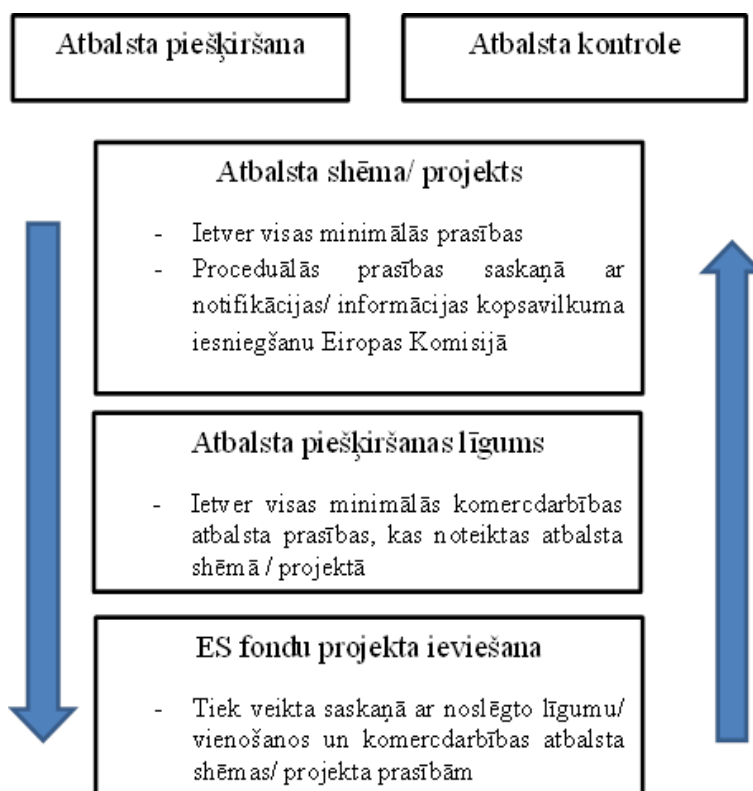 Atbalsta piešķiršana
Atbalsta kontrole
Atbalsta shēma/ projekts
- Ietver visas minimālās prasības
- Proceduālās prasības saskaņā ar
notifikācijas/ informācijas kopsavilkuma
iesniegšanu Eiropas Komisijā
Atbalsta piešķiršanas līgums
- Ietver visas minimālās komercdarbības
atbalsta prasības, kas noteiktas atbalsta
shēmā / projektā
ES fondu projekta ieviešana
- Tiek veikta saskaņā ar noslēgto līgumu/
vienošanos un komercdarbības atbalsta
shēmas/ projekta prasībām